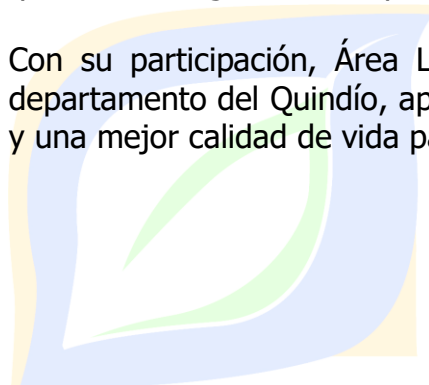 Con su participación, Área L
departamento del Quindío, ap
y una mejor calidad de vida pa